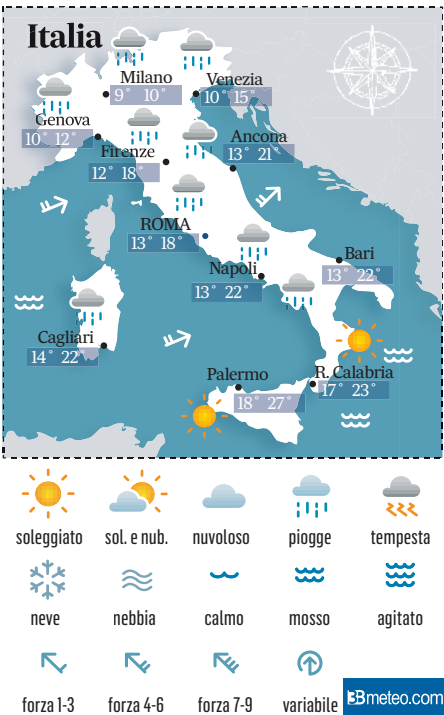 Italia
Milano
9° 10°
Venezia
10° 15°
Genova
10° 12°
Ancona
13° 21°
Firenze
12° 18°
ROMA
13° 18°
Bari
13° 22°
Napoli
13° 22°
Cagliari
14° 22°
Palermo
18° 27°
R. Calabria
17° 23°
soleggiato
sol. e nub.
nuvoloso
piogge
tempesta
neve
nebbia
calmo
mosso
agitato
forza 1-3
forza 4-6
forza 7-9
variabile
3Bmeteo.com